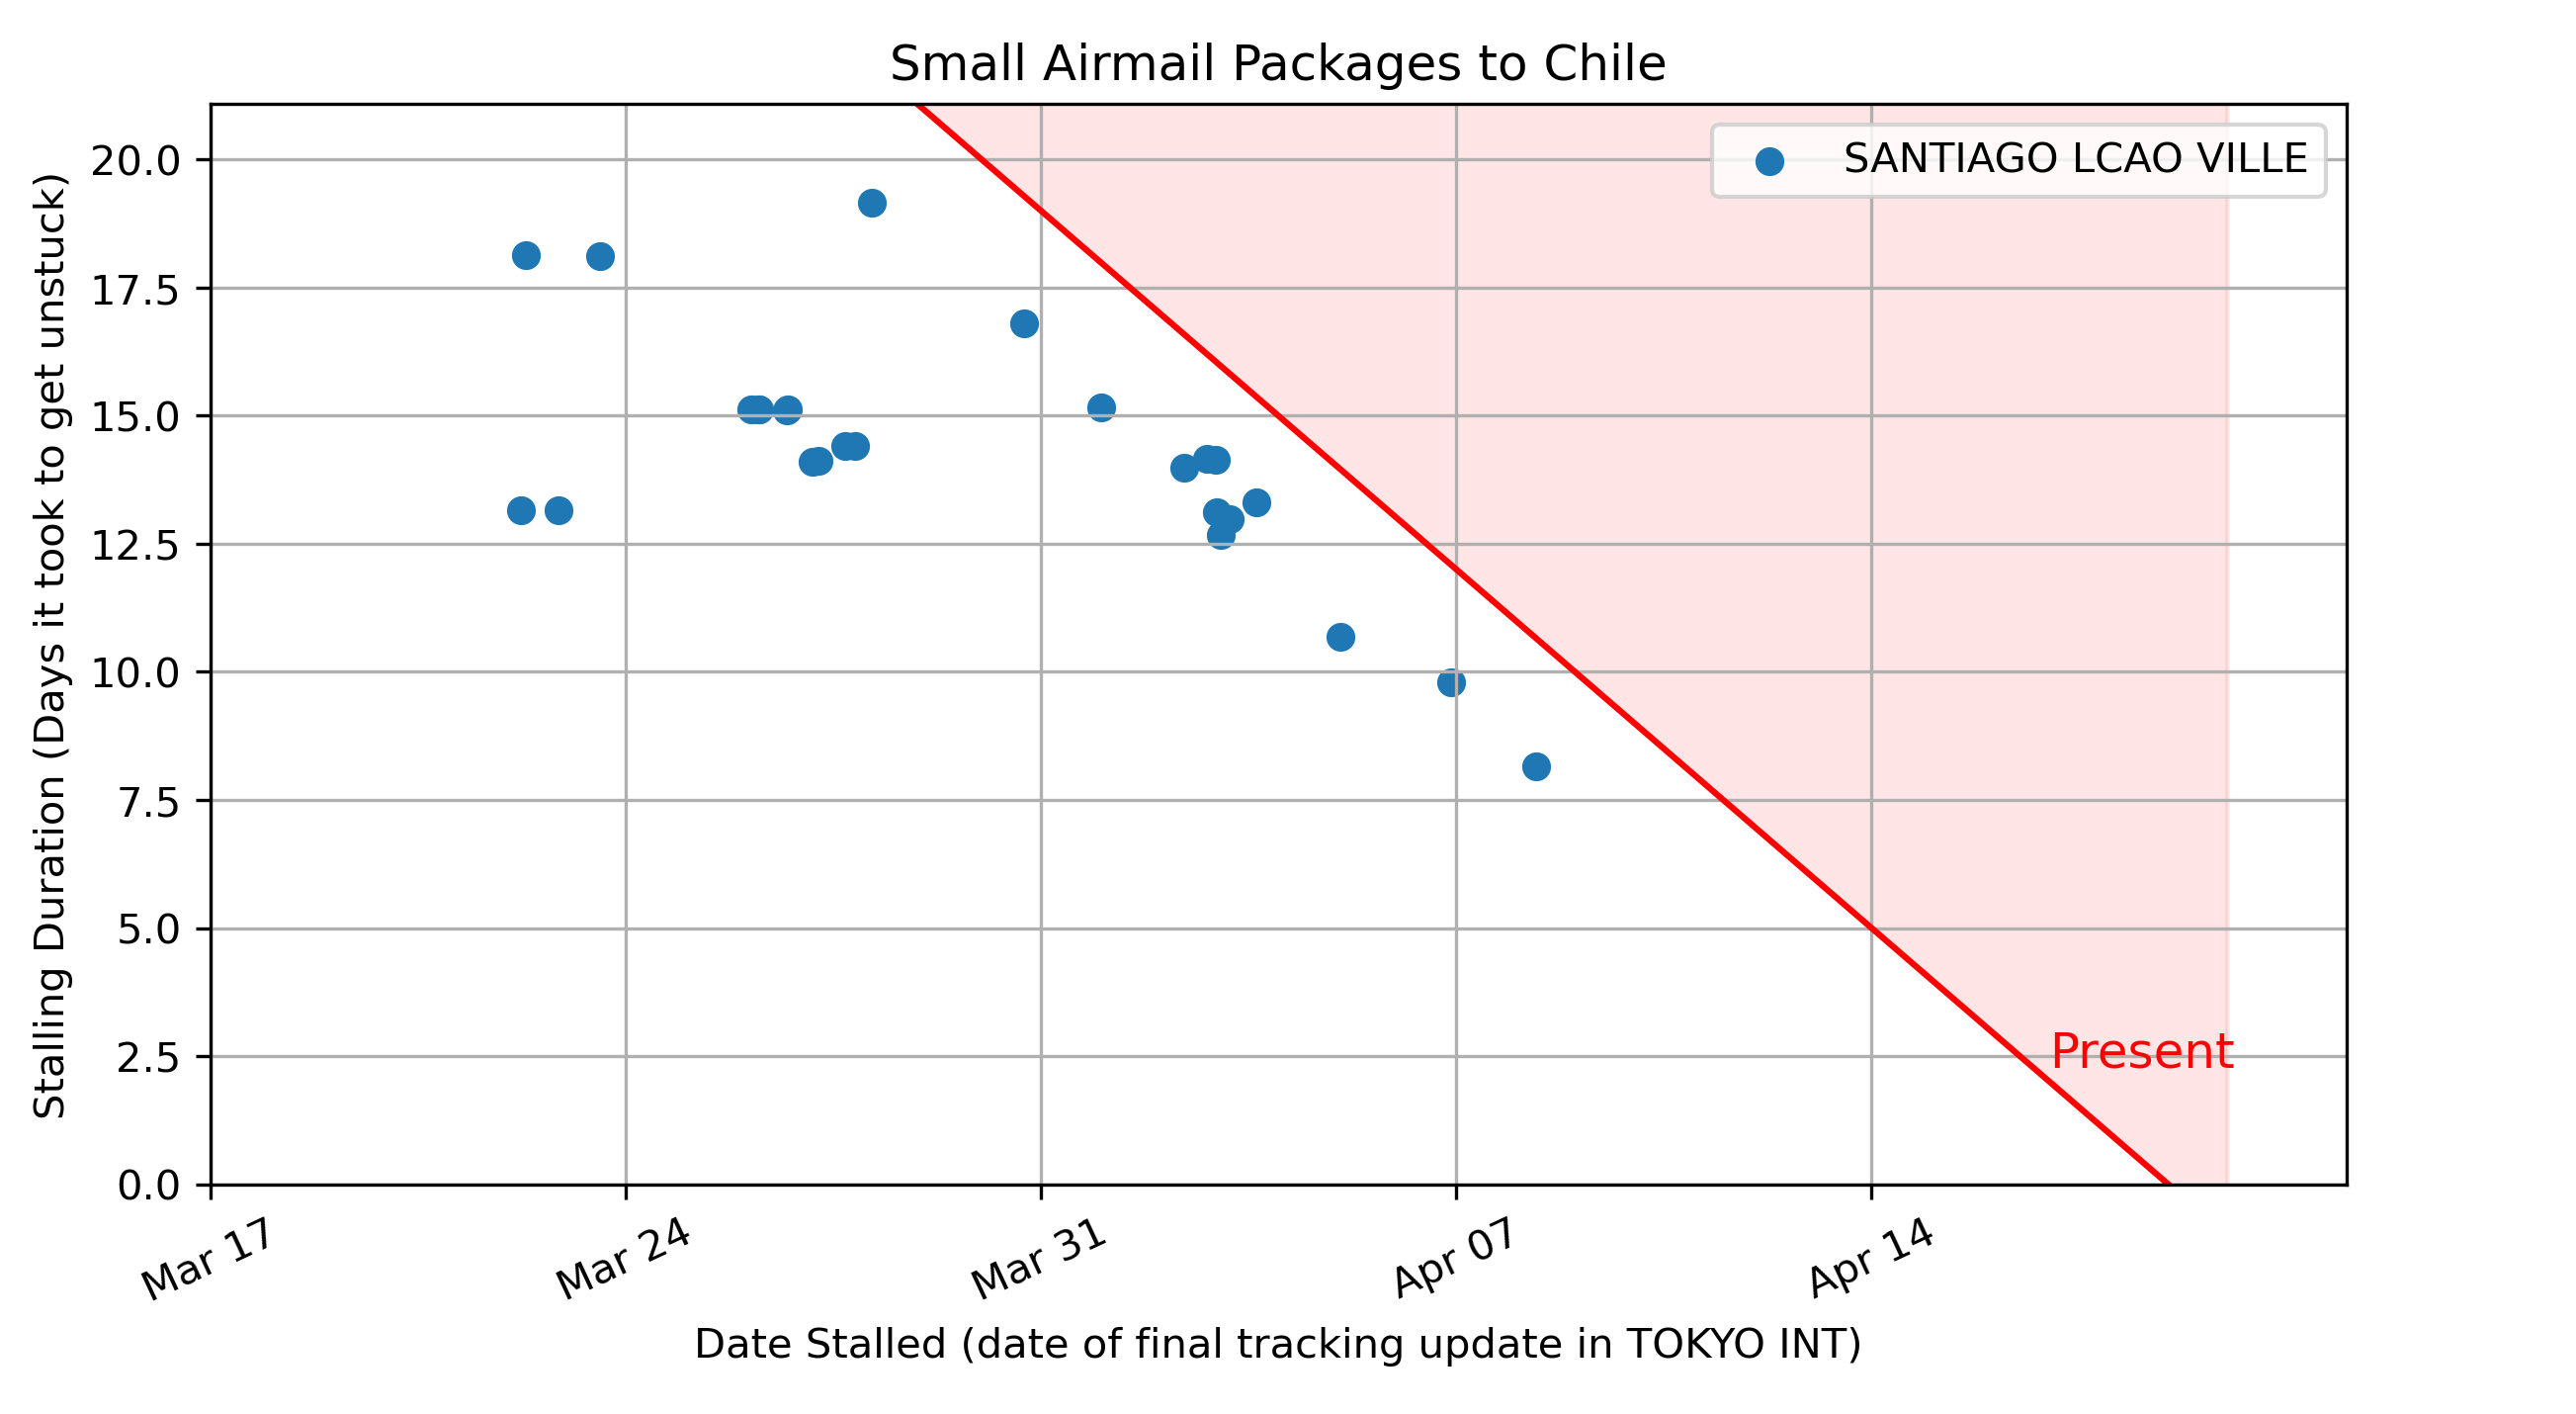 Small Airmail Packages to Chile
SANTIAGO LCAO VILLE
Stalling Duration (Days it took to get unstuck)
20.0
17.5
15.0
12.5
10.0
7.5
5.0
2.5
0.0
Present
Mar 17
Mar 24
Mar 31
Apr 07
Apr 14
Date Stalled (date of final tracking update in TOKYO INT)